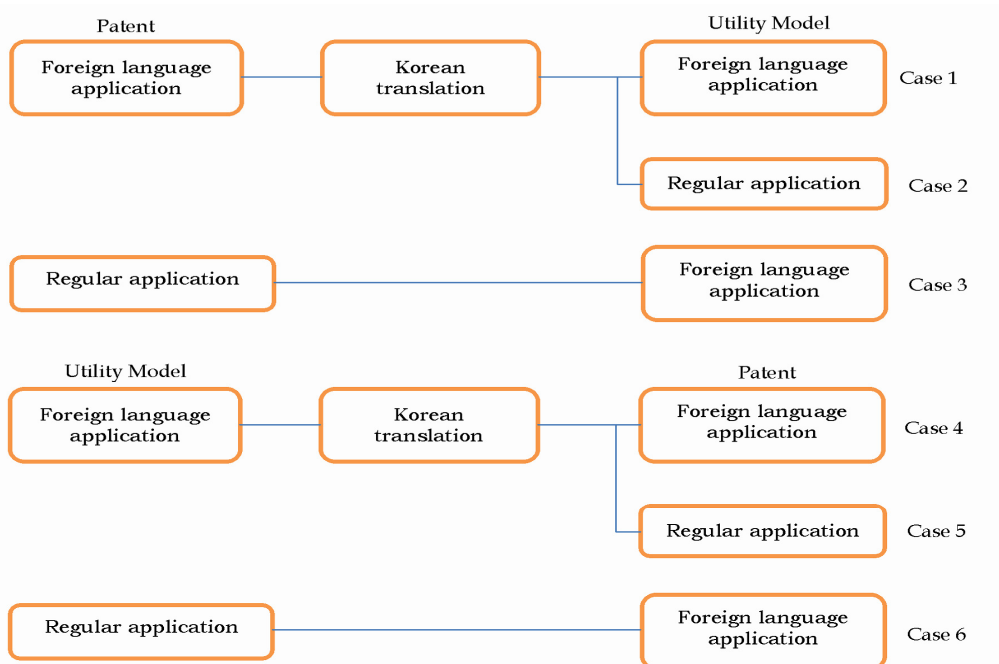 Patent
Utility Model
Foreign language
application
Korean
translation
Foreign language
application
Case 1
Regular application
Case 2
Regular application
Foreign language
application
Case 3
Utility Model
Patent
Foreign language
application
Korean
translation
Foreign language
application
Case 4
Regular application
Case 5
Regular application
Foreign language
application
Case 6